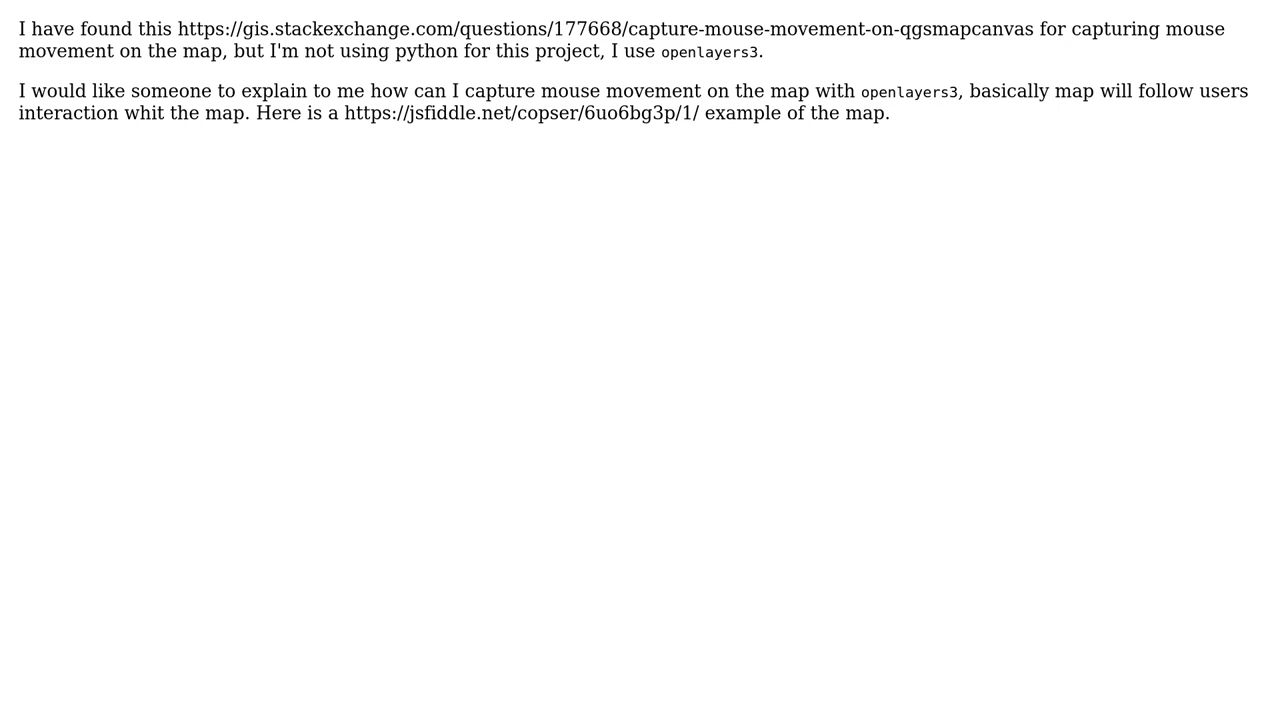 I have found this https://gis.stackexchange.com/questions/177668/capture-mouse-movement-on-qgsmapcanvas for capturing mouse
movement on the map, but I'm not using python for this project, I use openlayers3.
I would like someone to explain to me how can I capture mouse movement on the map with openlayers3, basically map will follow users
interaction whit the map. Here is a https://jsfiddle.net/copser/6uo6bg3p/1/ example of the map.